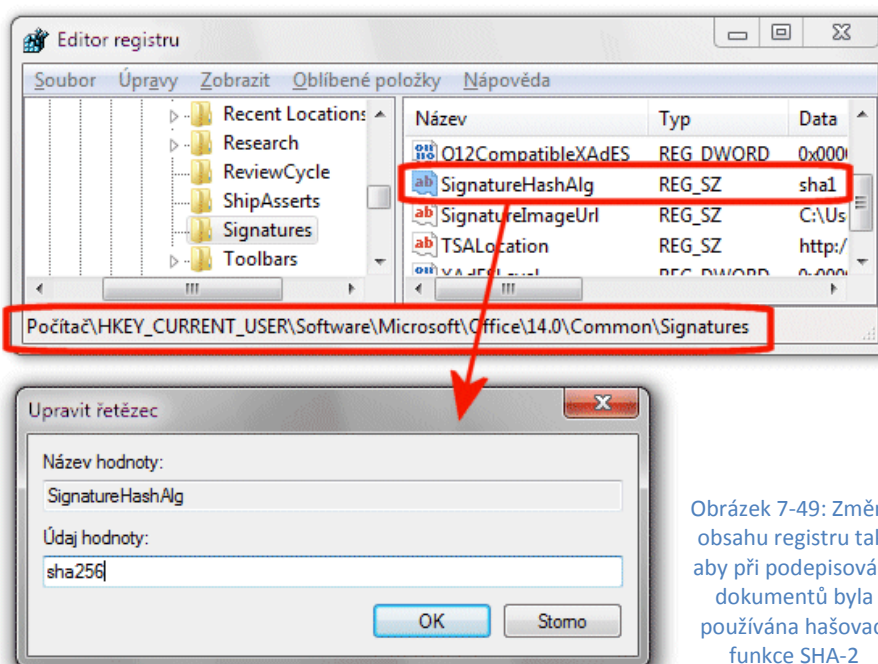 Editor registru
Soubor Úpravy Zobrazit Oblíbené položky Nápověda
Recent Locations
Research
ReviewCycle
ShipAsserts
Signatures
Toolbars
Název Typ Data
O12CompatibleXAdES REG_DWORD 0x000
SignatureHashAlg REG_SZ sha1
SignatureImageUrl REG_SZ C:\Us
TSALocation REG_SZ http:/
Počítač\HKEY_CURRENT_USER\Software\Microsoft\Office\14.0\Common\Signatures
Upravit řetězec
Název hodnoty:
SignatureHashAlg
Údaj hodnoty:
sha256
OK Storno
Obrázek 7-49: Změn
obsahu registru tak
aby při podepisová
dokumentů byla
používána hašovac
funkce SHA-2